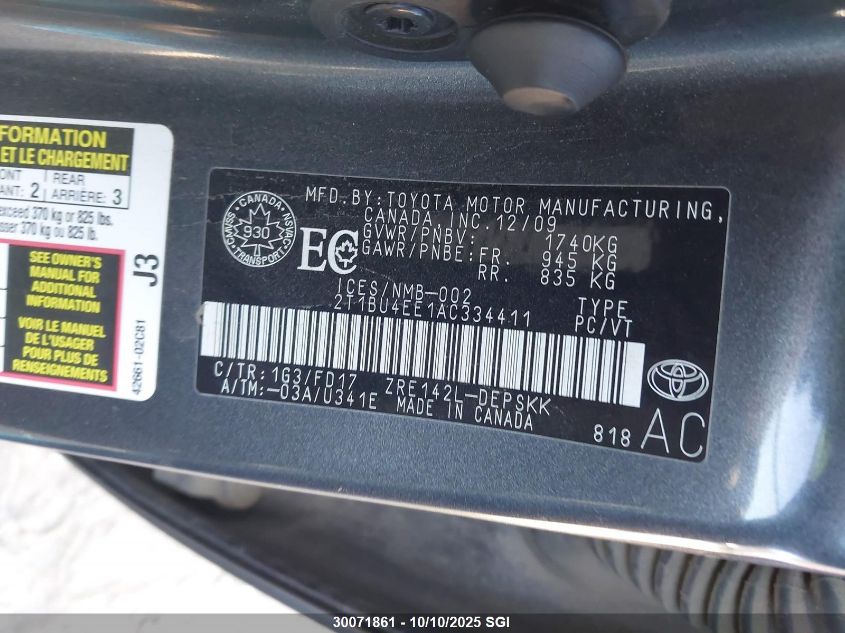 FORMATION
ET LE CHARGEMENT
REAR
ANT: 2
ARRIÈRE: 3
exceed 370 kg or 825 lbs.
370 kg ou 825 lb.
SEE OWNER'S
MANUAL FOR
ADDITIONAL
INFORMATION
VOIR LE MANUEL
DE L'USAGER
POUR PLUS DE
RENSEIGNEMENTS
J3
42661-02C81
CANADA
CMVSS
930
NSVAC
TRANSPORT
EC
MFD.BY:TOYOTA MOTOR MANUFACTURING,
CANADA, INC. 12/09
GVWR/PNBV: 1740KG
GAWR/PNBE:FR. 945 KG
RR. 835 KG
ICES/NMB-002
2T1BU4EE1AC334411
TYPE
PC/VT
C/TR:1G3/FD17 ZRE142L-DEPSKK
A/TM:-03A/U341E MADE IN CANADA
818
AC
30071861 - 10/10/2025 SGI